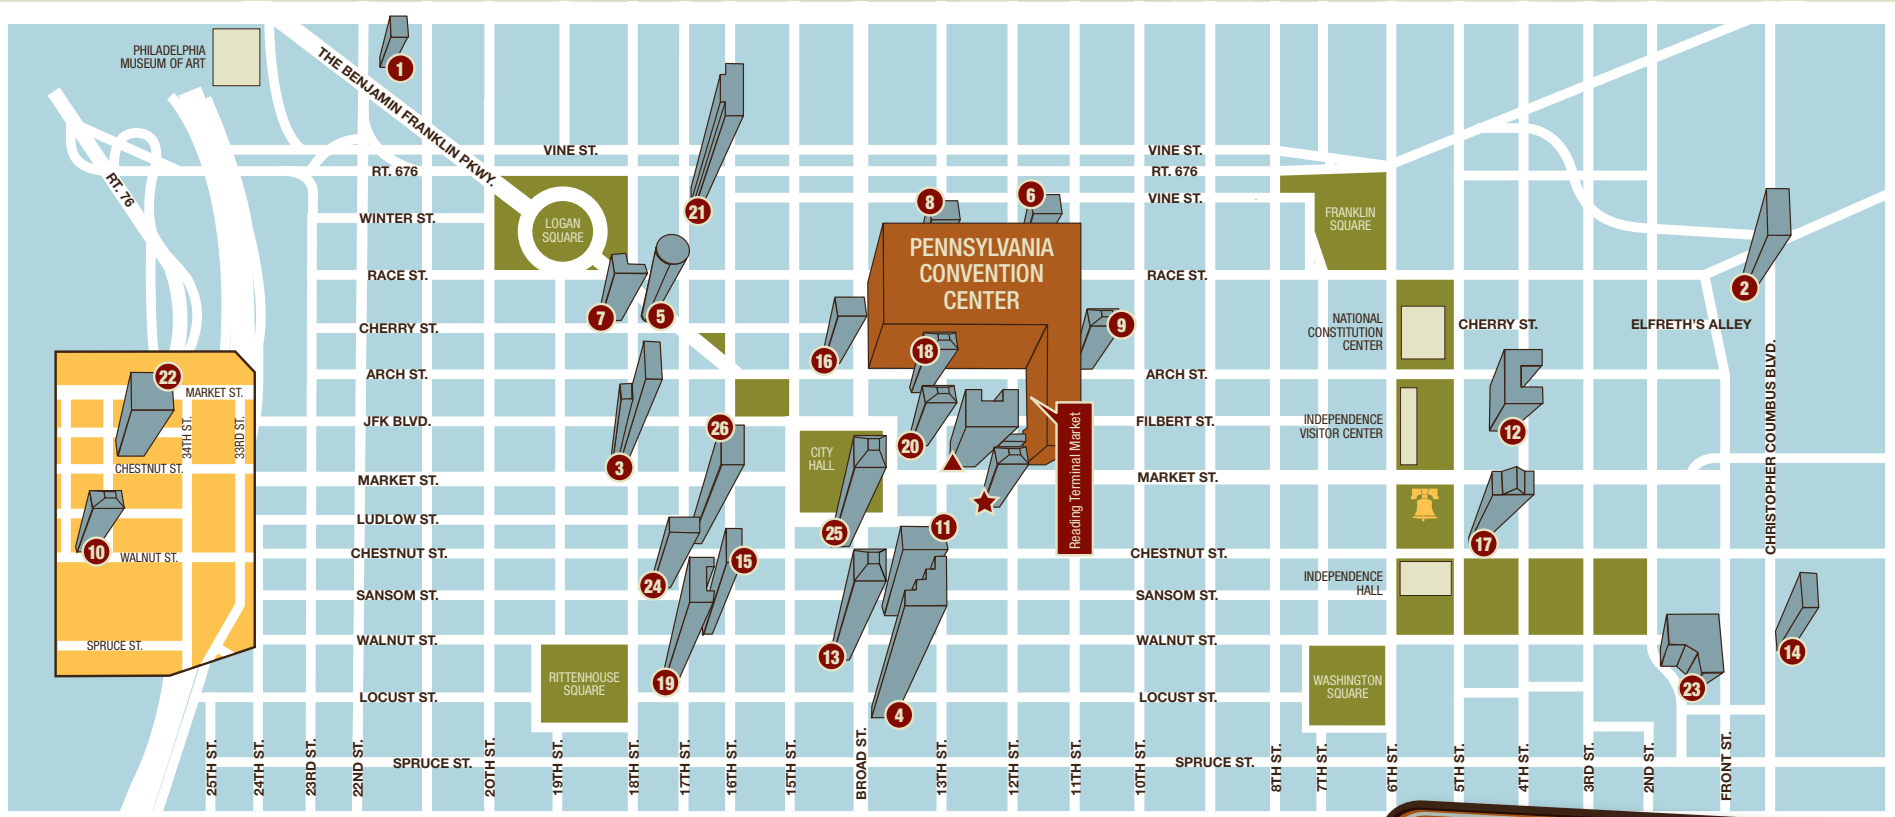 PHILADELPHIA
MUSEUM OF ART
1
THE BENJAMIN FRANKLIN PKWY.
RT. 76
VINE ST.
VINE ST.
RT. 676
RT. 676
VINE ST.
WINTER ST.
LOGAN
SQUARE
21
8
6
FRANKLIN
SQUARE
PENNSYLVANIA
CONVENTION
CENTER
RACE ST.
RACE ST.
2
7
5
CHERRY ST.
16
18
9
NATIONAL
CONSTITUTION
CENTER
CHERRY ST.
ELFRETH'S ALLEY
CHRISTOPHER COLUMBUS BLVD.
22
MARKET ST.
34TH ST.
33RD ST.
CHESTNUT ST.
10
WALNUT ST.
SPRUCE ST.
ARCH ST.
ARCH ST.
JFK BLVD.
26
FILBERT ST.
INDEPENDENCE
VISITOR CENTER
12
3
CITY
HALL
20
Reading Terminal Market
MARKET ST.
MARKET ST.
LUDLOW ST.
25
11
17
CHESTNUT ST.
CHESTNUT ST.
24
15
INDEPENDENCE
HALL
SANSOM ST.
SANSOM ST.
WALNUT ST.
WALNUT ST.
13
14
19
RITTENHOUSE
SQUARE
WASHINGTON
SQUARE
23
LOCUST ST.
LOCUST ST.
4
SPRUCE ST.
SPRUCE ST.
25TH ST.
24TH ST.
23RD ST.
22ND ST.
20TH ST.
19TH ST.
18TH ST.
17TH ST.
16TH ST.
15TH ST.
BROAD ST.
13TH ST.
12TH ST.
11TH ST.
10TH ST.
8TH ST.
7TH ST.
6TH ST.
5TH ST.
4TH ST.
3RD ST.
2ND ST.
FRONT ST.